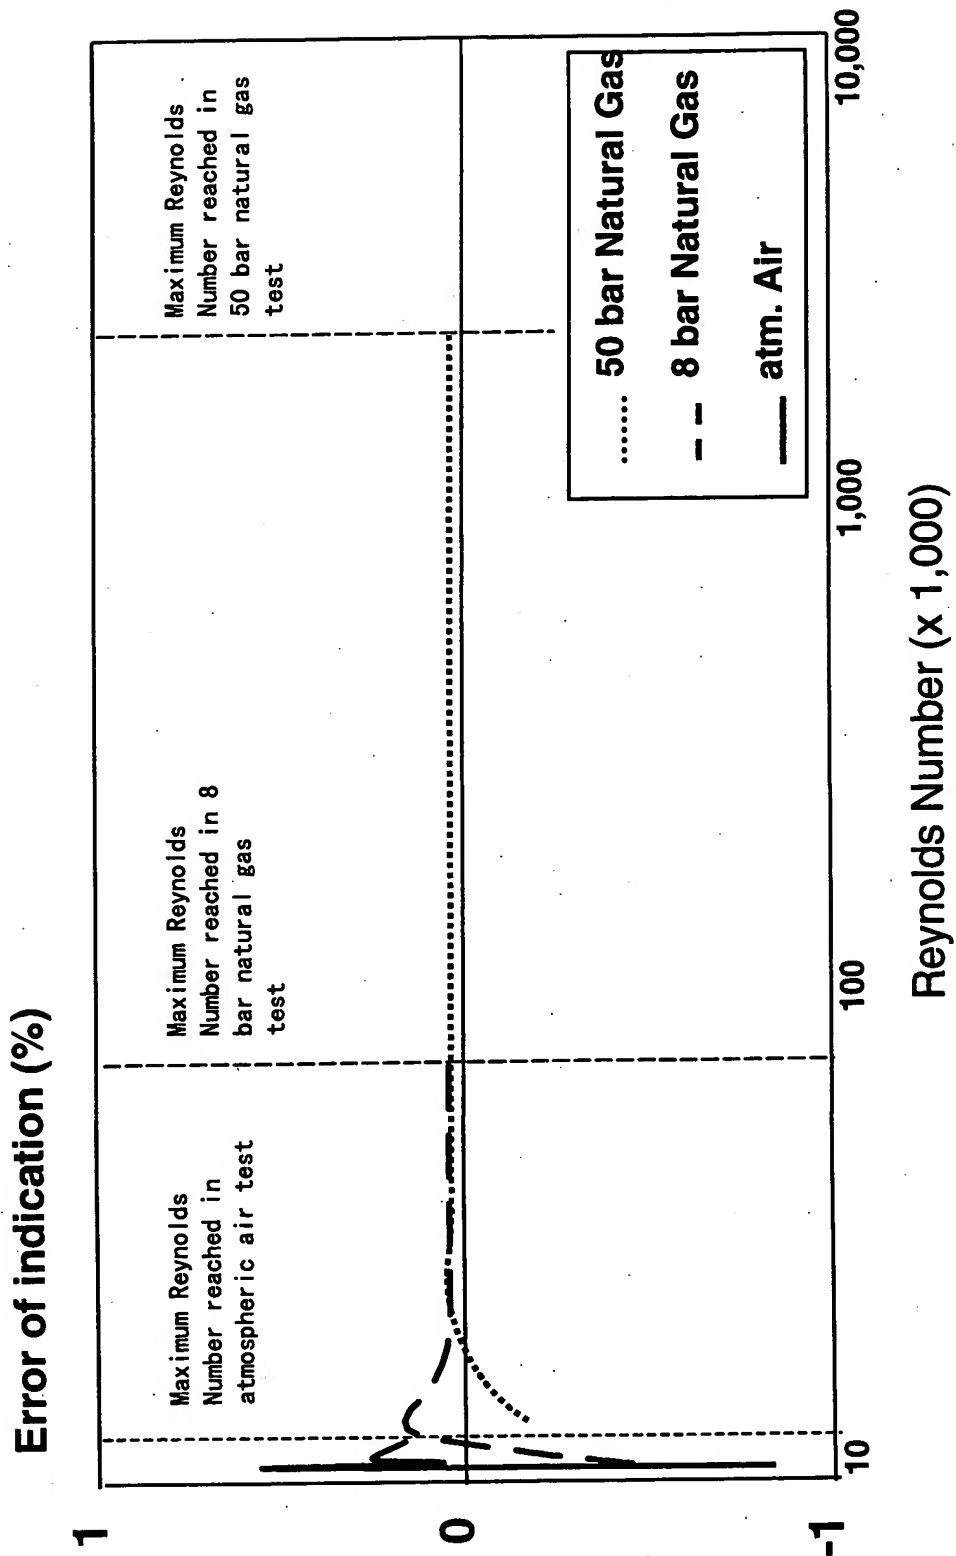 Error of indication (%)
1
0
-1
Maximum Reynolds
Number reached in
atmospheric air test
Maximum Reynolds
Number reached in 8
bar natural gas
test
Maximum Reynolds
Number reached in
50 bar natural gas
test
50 bar Natural Gas
8 bar Natural Gas
atm. Air
10
100
1,000
10,000
Reynolds Number (x 1,000)